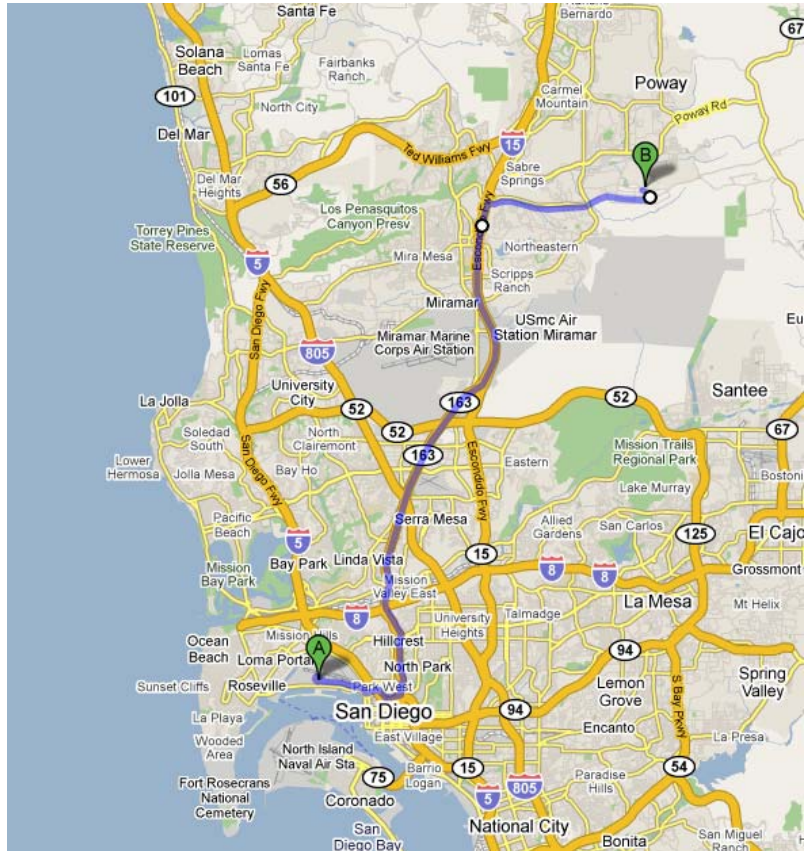 Santa Fe
Bernardo
78
67
Solana
Beach
Lomas
Santa Fe
Fairbanks
Ranch
Carmel
Mountain
Poway
101
North City
Poway Rd
Del Mar
15
Ted Williams Fwy
Sabre
Springs
B
Del Mar
Heights
56
Los Penasquitos
Canyon Presv
Escondido Fwy
Torrey Pines
State Reserve
5
Mira Mesa
Northeastern
Scripps
Ranch
San Diego Fwy
Miramar
USmc Air
Station Miramar
Eu
805
Miramar Marine
Corps Air Station
La Jolla
University
City
163
52
Santee
52
52
67
Soledad
South
North
Clairemont
163
Mission Trails
Regional Park
Lower
Hermosa
Jolla Mesa
San Diego Fwy
Bay Ho
Eastern
Escondido Fwy
Lake Murray
Bostoni
Pacific
Beach
Serra Mesa
Allied
Gardens
San Carlos
125
El Cajo
5
Bay Park
Linda Vista
15
8
8
Grossmont
Mission
Bay Park
Mission
Valley East
La Mesa
Mt Helix
Ocean
Beach
Mission Hills
8
Hillcrest
University
Heights
Talmadge
A
Loma Portal
North Park
94
Spring
Valley
Sunset Cliffs
Roseville
Park West
Lemon
Grove
S Bay Pkwy
La Playa
San Diego
94
Encanto
La Presa
Wooded
Area
East Village
North Island
Naval Air Sta
75
Barrio
Logan
15
805
Paradise
Hills
54
Fort Rosecrans
National
Cemetery
Coronado
5
National City
San
Diego
Bay
Bonita
San Miguel
Ranch